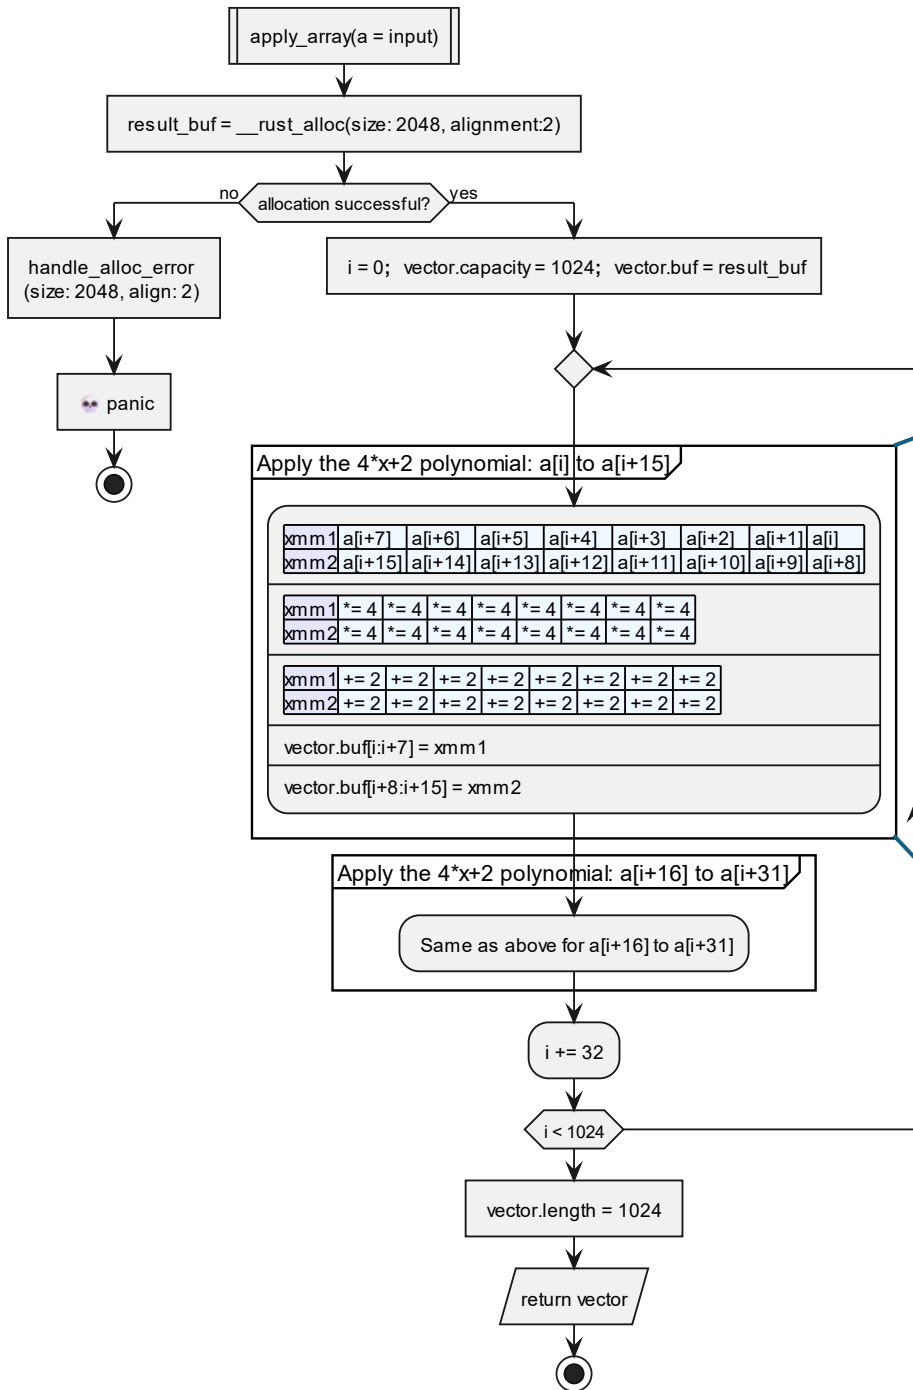 apply_array(a = input)
result_buf = __rust_alloc(size: 2048, alignment:2)
no
allocation successful?
yes
handle_alloc_error
(size: 2048, align: 2)
i = 0;  vector.capacity = 1024;  vector.buf = result_buf
💀 panic
Apply the 4*x+2 polynomial: a[i] to a[i+15]
xmm1 a[i+7] a[i+6] a[i+5] a[i+4] a[i+3] a[i+2] a[i+1] a[i]
xmm2 a[i+15] a[i+14] a[i+13] a[i+12] a[i+11] a[i+10] a[i+9] a[i+8]
xmm1 *= 4 *= 4 *= 4 *= 4 *= 4 *= 4 *= 4 *= 4
xmm2 *= 4 *= 4 *= 4 *= 4 *= 4 *= 4 *= 4 *= 4
xmm1 += 2 += 2 += 2 += 2 += 2 += 2 += 2 += 2
xmm2 += 2 += 2 += 2 += 2 += 2 += 2 += 2 += 2
vector.buf[i:i+7] = xmm1
vector.buf[i+8:i+15] = xmm2
Apply the 4*x+2 polynomial: a[i+16] to a[i+31]
Same as above for a[i+16] to a[i+31]
i += 32
i < 1024
vector.length = 1024
return vector